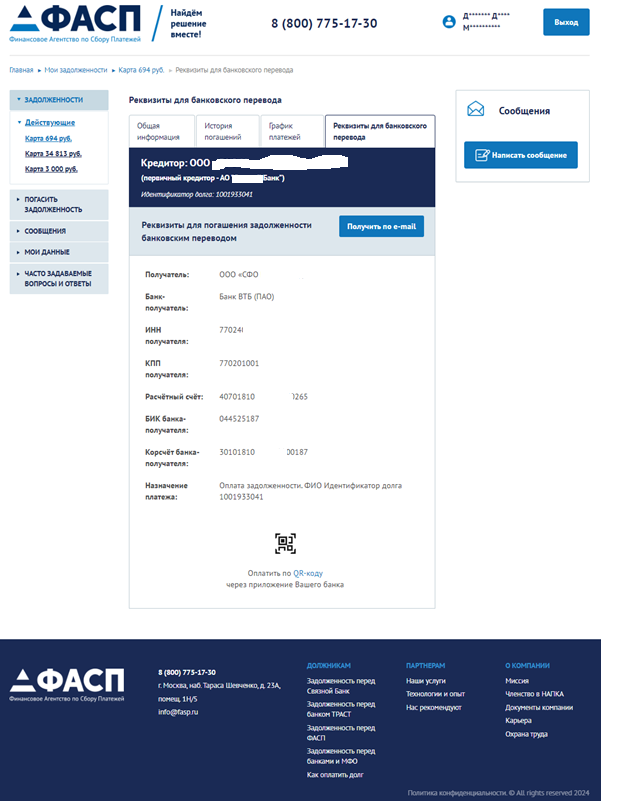 ФАСП
Финансовое Агентство по Сбору Платежей
Найдём
решение
вместе!
8 (800) 775-17-30
Д******* Д****
М**********
Выход
Главная ▸ Мои задолженности ▸ Карта 694 руб. ▸ Реквизиты для банковского перевода
ЗАДОЛЖЕННОСТИ
Действующие
Карта 694 руб.
Карта 34 813 руб.
Карта 3 000 руб.
ПОГАСИТЬ
ЗАДОЛЖЕННОСТЬ
СООБЩЕНИЯ
МОИ ДАННЫЕ
ЧАСТО ЗАДАВАЕМЫЕ
ВОПРОСЫ И ОТВЕТЫ
Реквизиты для банковского перевода
Общая
информация
История
погашений
График
платежей
Реквизиты для банковского
перевода
Кредитор: ООО
(первичный кредитор - АО Банк")
Идентификатор долга: 1001933041
Реквизиты для погашения задолженности
банковским переводом
Получить по e-mail
Получатель: ООО «СФО
Банк-
получатель: Банк ВТБ (ПАО)
ИНН
получателя: 77024
КПП
получателя: 770201001
Расчётный счёт: 40701810 0265
БИК банка-
получателя: 044525187
Корсчёт банка-
получателя: 30101810 00187
Назначение
платежа: Оплата задолженности. ФИО Идентификатор долга
1001933041
Оплатить по QR-коду
через приложение Вашего банка
Сообщения
Написать сообщение
ФАСП
Финансовое Агентство по Сбору Платежей
8 (800) 775-17-30
г. Москва, наб. Тараса Шевченко, д. 23А,
помещ. 1Н/5
info@fasp.ru
ДОЛЖНИКАМ
Задолженность перед
Связной Банк
Задолженность перед
банком ТРАСТ
Задолженность перед
ФАСП
Задолженность перед
банками и МФО
Как оплатить долг
ПАРТНЕРАМ
Наши услуги
Технологии и опыт
Нас рекомендуют
О КОМПАНИИ
Миссия
Членство в НАПКА
Документы компании
Карьера
Охрана труда
Политика конфиденциальности. © All rights reserved 2024